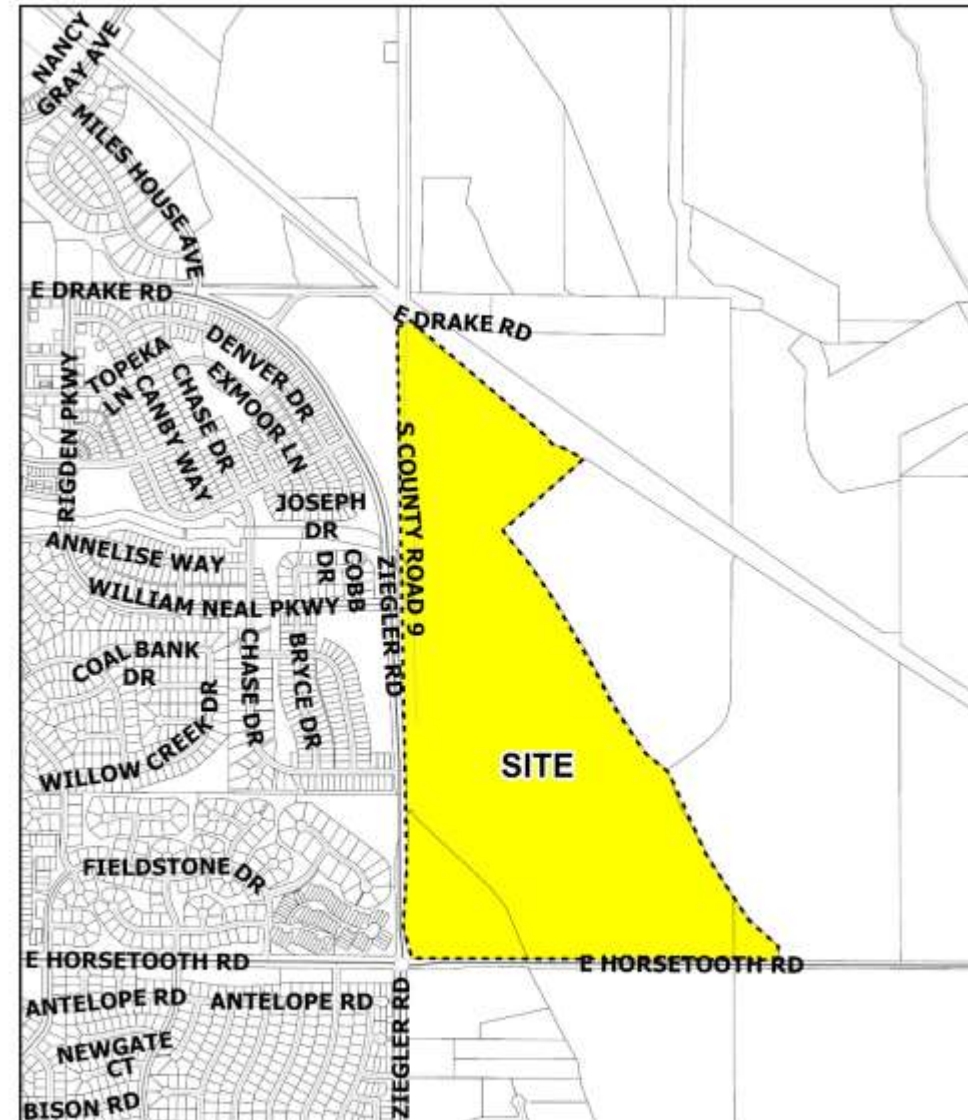 NANCY
GRAY AVE
MILES HOUSE AVE
E DRAKE RD
E DRAKE RD
RIGDEN PKWY
TOPEKA
LN
CANBY WAY
CHASE DR
EXMOOR LN
DENVER DR
S COUNTY ROAD 9
JOSEPH
DR
ANNELISE WAY
COBB
DR
ZIEGLER RD
WILLIAM NEAL PKWY
COAL BANK
DR
CHASE DR
BRYCE DR
WILLOW CREEK DR
SITE
FIELDSTONE DR
E HORSETOOTH RD
E HORSETOOTH RD
ANTELOPE RD
ANTELOPE RD
ZIEGLER RD
NEWGATE
CT
BISON RD